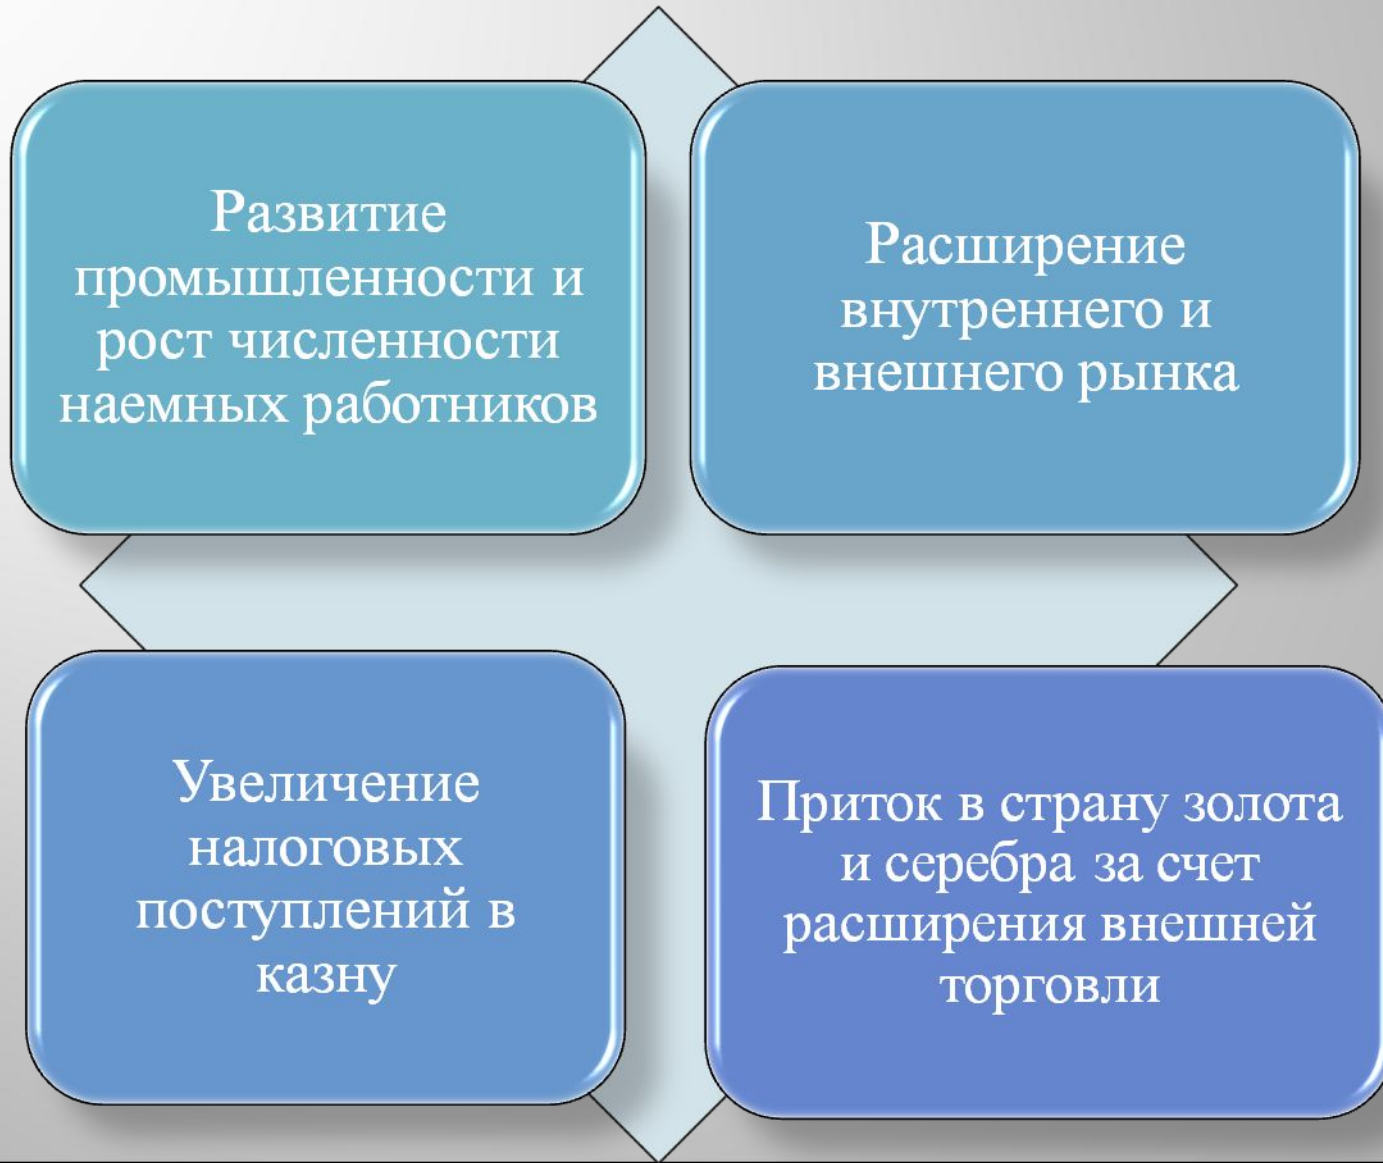 Развитие
промышленности и
рост численности
наемных работников
Расширение
внутреннего и
внешнего рынка
Увеличение
налоговых
поступлений в
казну
Приток в страну золота
и серебра за счет
расширения внешней
торговли